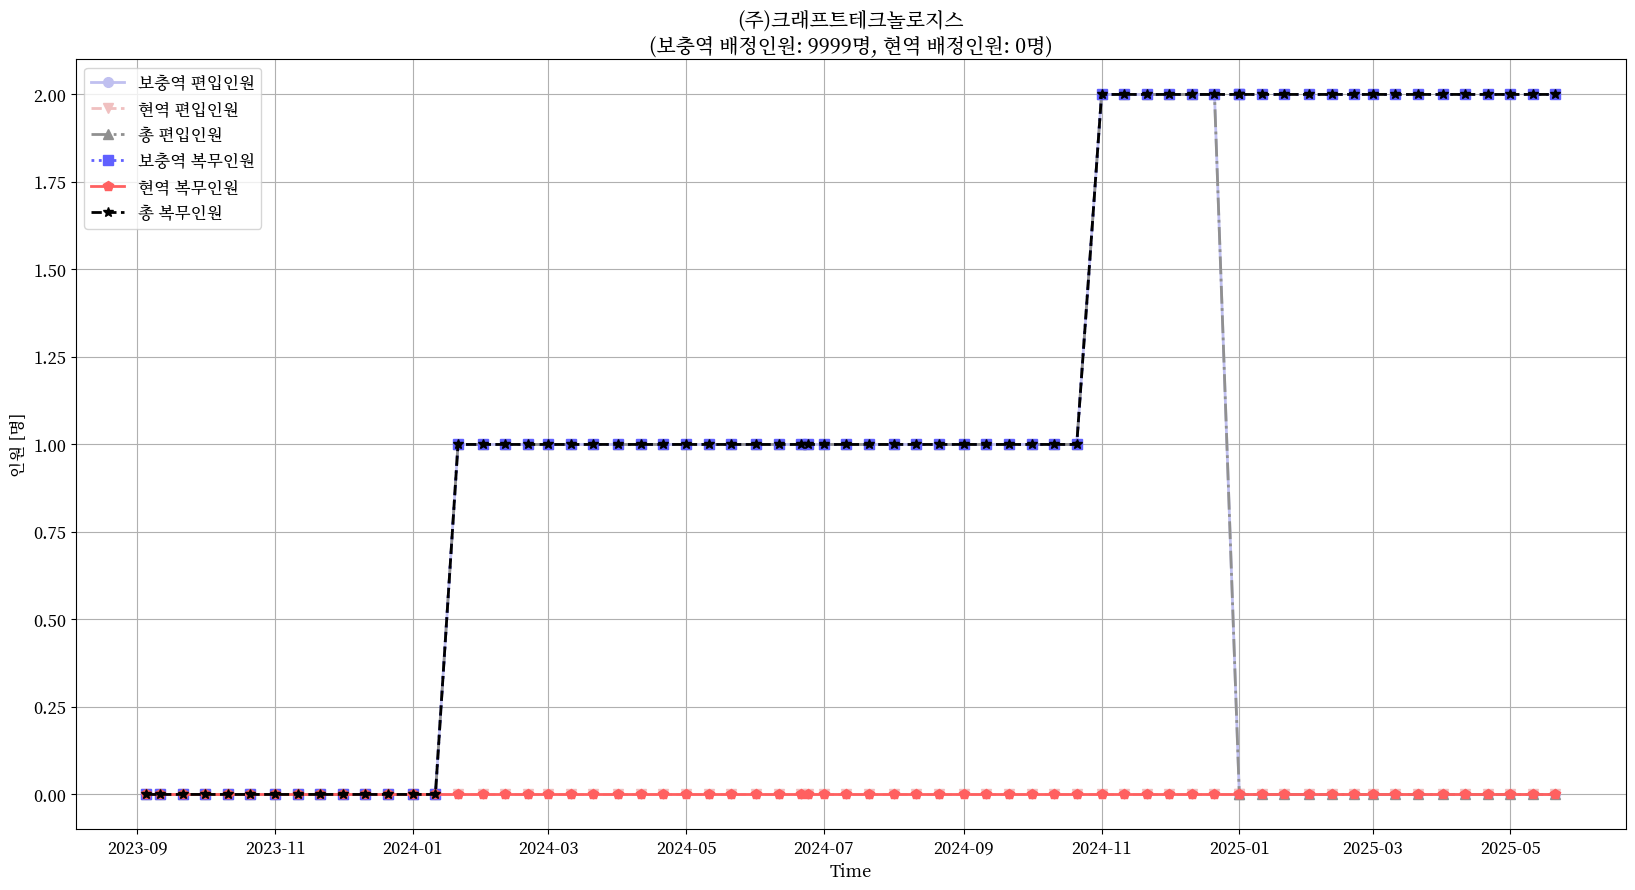 (주)크래프트테크놀로지스
(보충역 배정인원: 9999명, 현역 배정인원: 0명)
보충역 편입인원
현역 편입인원
총 편입인원
보충역 복무인원
현역 복무인원
총 복무인원
2.00
1.75
1.50
1.25
1.00
0.75
0.50
0.25
0.00
인원 [명]
2023-09
2023-11
2024-01
2024-03
2024-05
2024-07
2024-09
2024-11
2025-01
2025-03
2025-05
Time